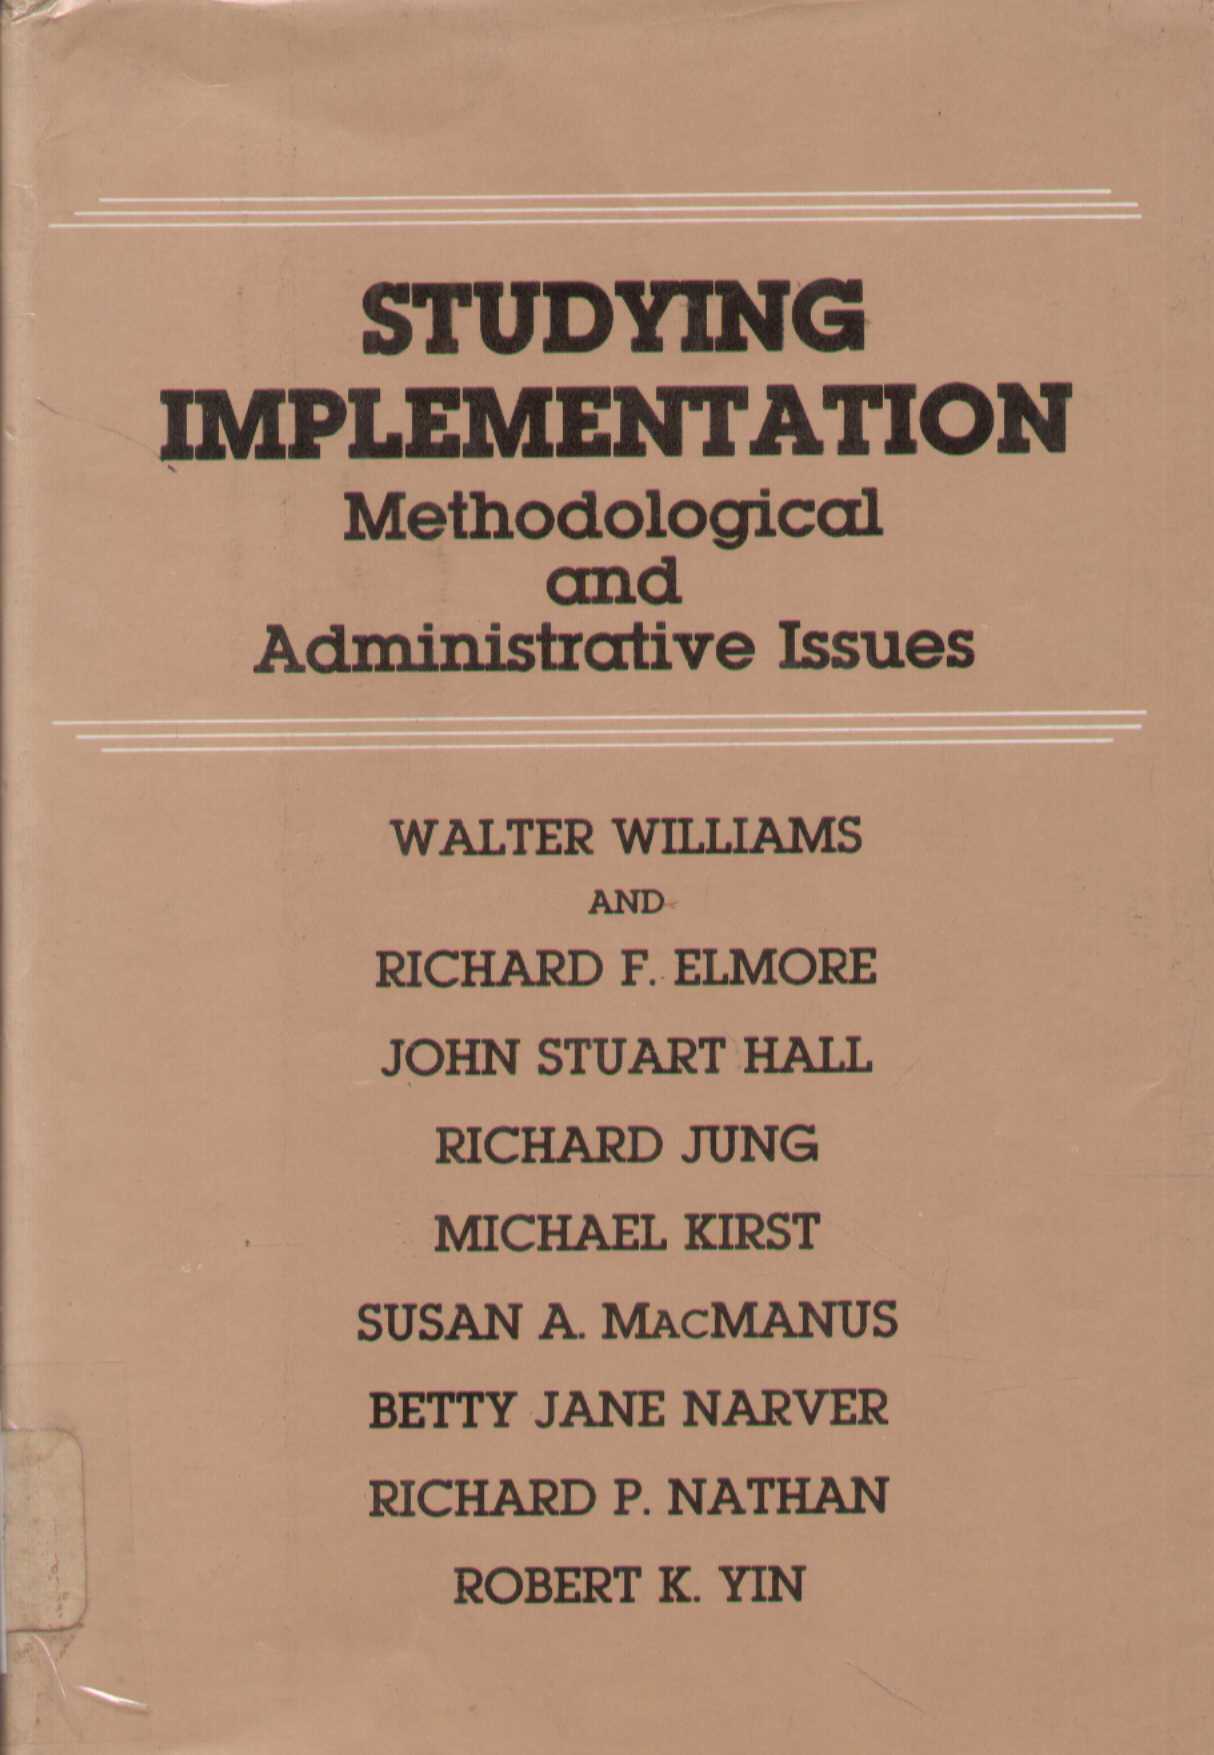 STUDYING
IMPLEMENTATION
Methodological
and
Administrative Issues
WALTER WILLIAMS
AND
RICHARD F. ELMORE
JOHN STUART HALL
RICHARD JUNG
MICHAEL KIRST
SUSAN A. MACMANUS
BETTY JANE NARVER
RICHARD P. NATHAN
ROBERT K. YIN